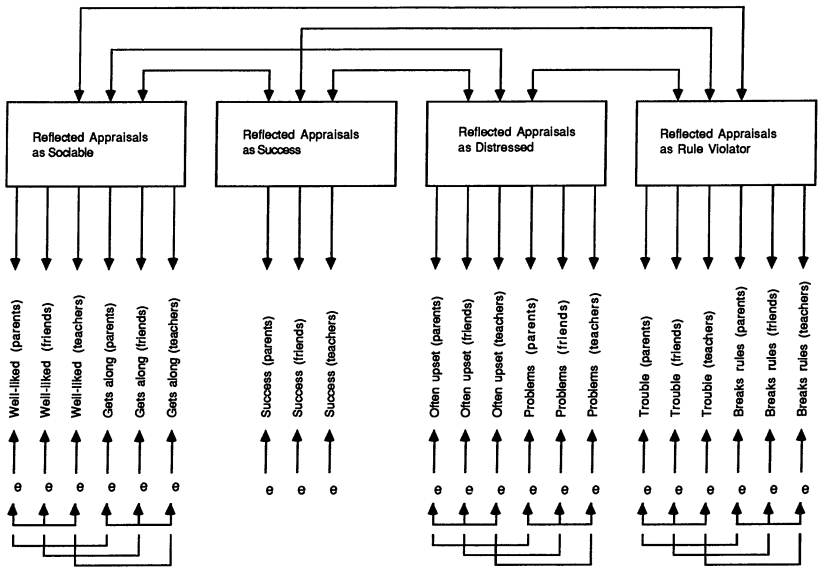 Reflected Appraisals
as Sociable
Reflected Appraisals
as Success
Reflected Appraisals
as Distressed
Reflected Appraisals
as Rule Violator
Well-liked (parents)
Well-liked (friends)
Well-liked (teachers)
Gets along (parents)
Gets along (friends)
Gets along (teachers)
Success (parents)
Success (friends)
Success (teachers)
Often upset (parents)
Often upset (friends)
Often upset (teachers)
Problems (parents)
Problems (friends)
Problems (teachers)
Trouble (parents)
Trouble (friends)
Trouble (teachers)
Breaks rules (parents)
Breaks rules (friends)
Breaks rules (teachers)
e e e e e e e e e e e e e e e e e e e e e